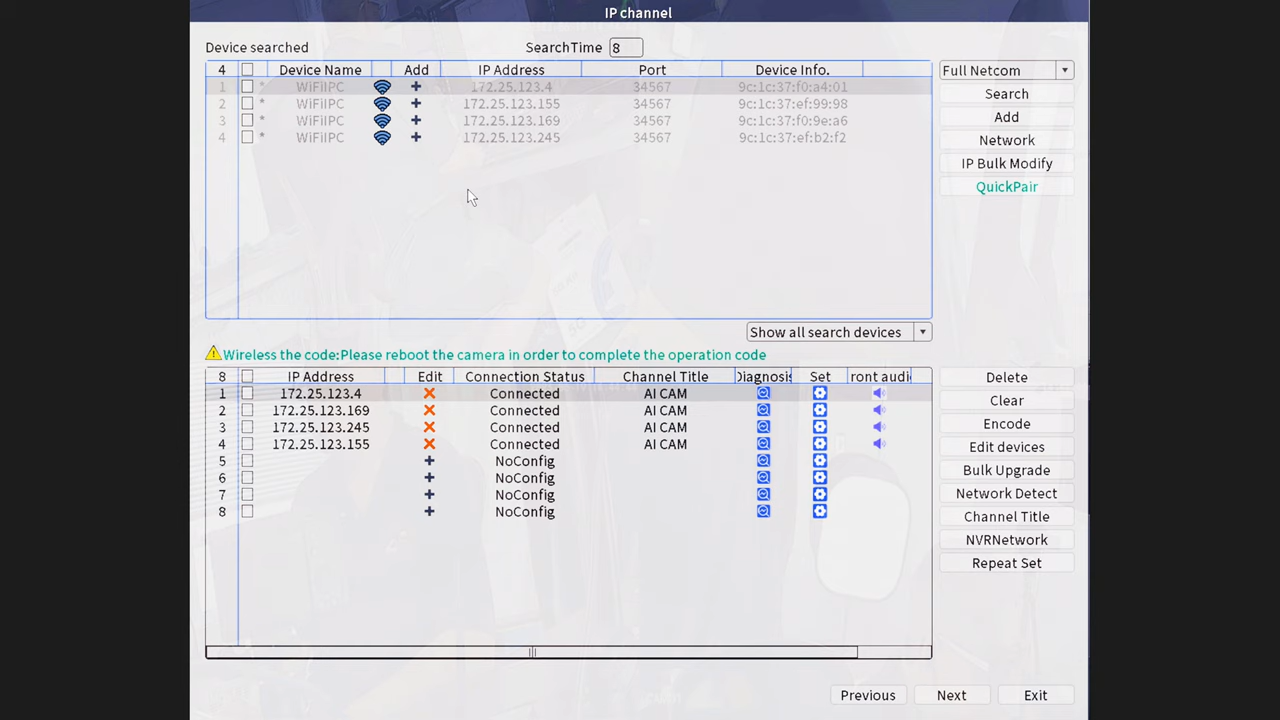 IP channel
Device searched SearchTime 8
4 Device Name Add IP Address Port Device Info. Full Netcom
1 * WiFiIPC 172.25.123.4 34567 9c:1c:37:f0:a4:01
2 * WiFiIPC 172.25.123.155 34567 9c:1c:37:ef:99:98
3 * WiFiIPC 172.25.123.169 34567 9c:1c:37:f0:9e:a6
4 * WiFiIPC 172.25.123.245 34567 9c:1c:37:ef:b2:f2
Search
Add
Network
IP Bulk Modify
QuickPair
Show all search devices
Wireless the code:Please reboot the camera in order to complete the operation code
8 IP Address Edit Connection Status Channel Title Diagnosis Set ront audi
1 172.25.123.4 Connected AI CAM
2 172.25.123.169 Connected AI CAM
3 172.25.123.245 Connected AI CAM
4 172.25.123.155 Connected AI CAM
5 NoConfig
6 NoConfig
7 NoConfig
8 NoConfig
Delete
Clear
Encode
Edit devices
Bulk Upgrade
Network Detect
Channel Title
NVRNetwork
Repeat Set
Previous Next Exit